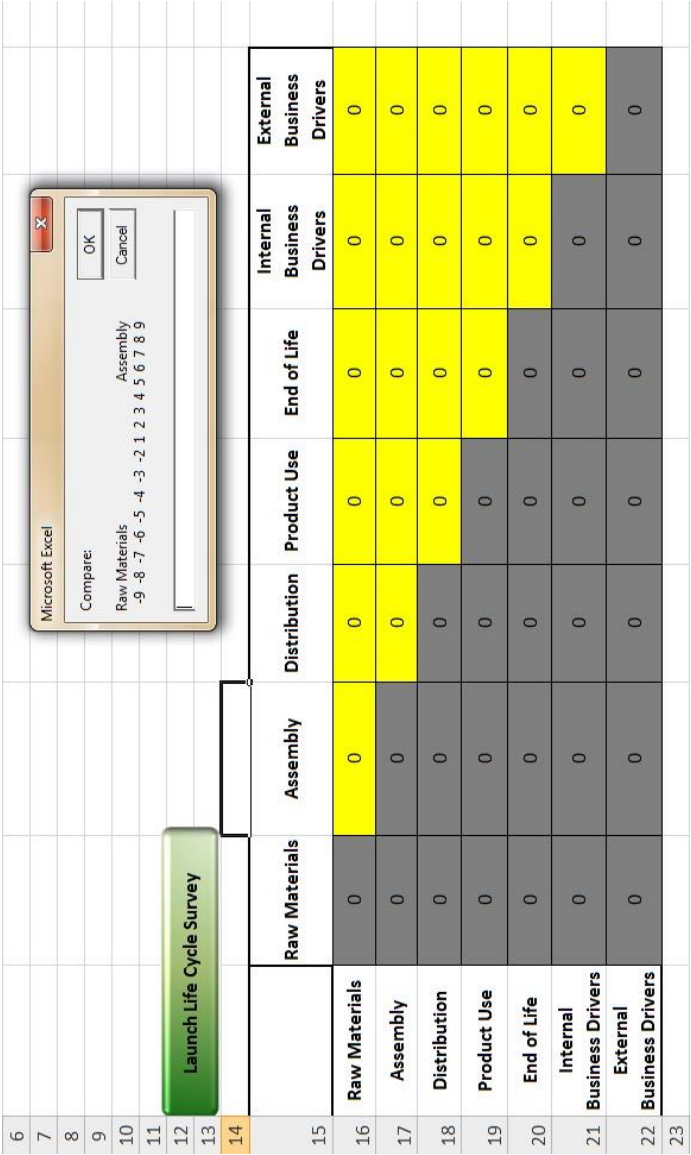 6
7
Microsoft Excel
X
8
Compare:
OK
9
Cancel
10
Raw Materials Assembly
11
-9 -8 -7 -6 -5 -4 -3 -2 1 2 3 4 5 6 7 8 9
12
Launch Life Cycle Survey
13
14
15
Raw Materials
Assembly
Distribution
Product Use
End of Life
Internal
Business
Drivers
External
Business
Drivers
16 Raw Materials 0 0 0 0 0 0 0
17 Assembly 0 0 0 0 0 0 0
18 Distribution 0 0 0 0 0 0 0
19 Product Use 0 0 0 0 0 0 0
20 End of Life 0 0 0 0 0 0 0
Internal
21 Business Drivers 0 0 0 0 0 0 0
External
22 Business Drivers 0 0 0 0 0 0 0
23